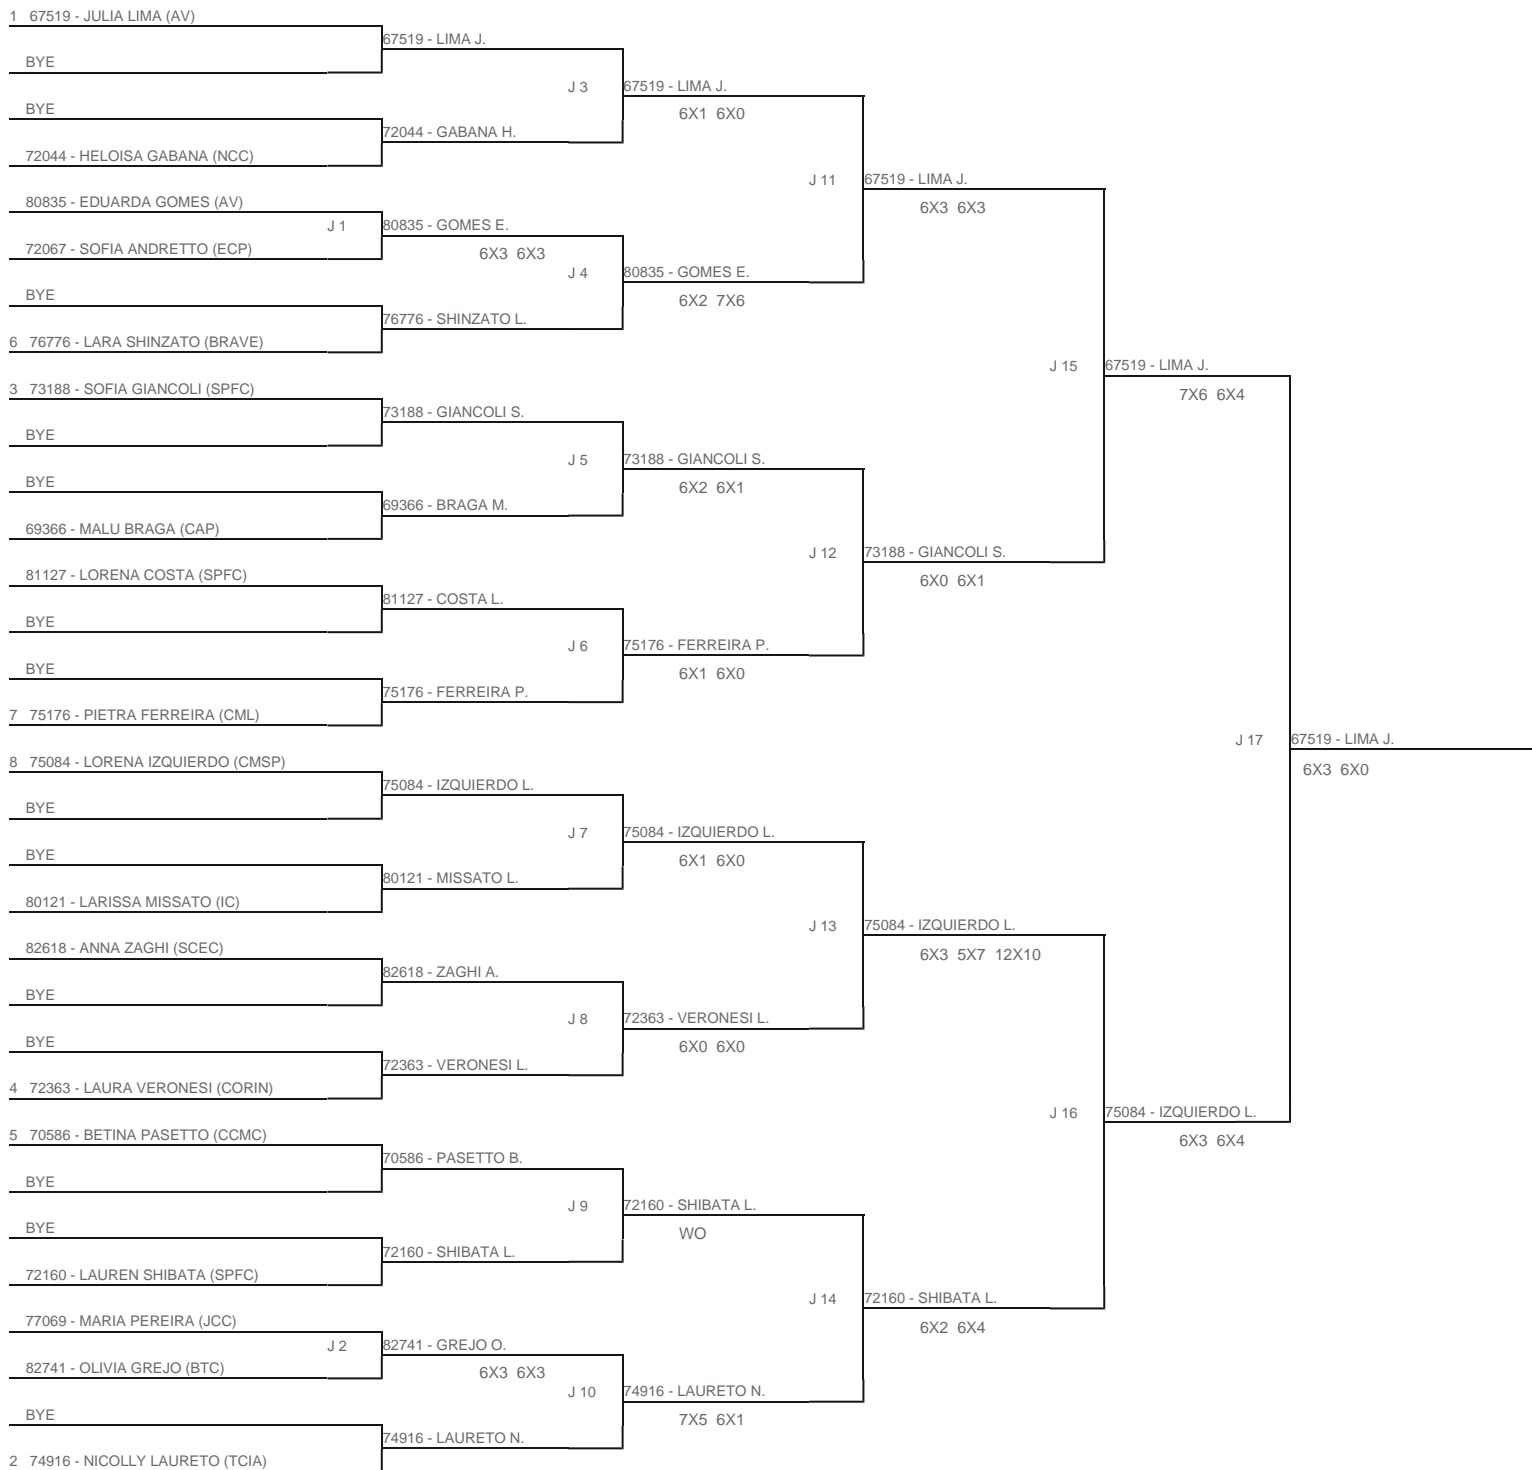 1 67519 - JULIA LIMA (AV)
67519 - LIMA J.
BYE
J 3
67519 - LIMA J.
BYE
6X1 6X0
72044 - GABANA H.
72044 - HELOISA GABANA (NCC)
J 11
67519 - LIMA J.
80835 - EDUARDA GOMES (AV)
6X3 6X3
J 1
80835 - GOMES E.
72067 - SOFIA ANDRETTO (ECP)
6X3 6X3
J 4
80835 - GOMES E.
BYE
6X2 7X6
76776 - SHINZATO L.
6 76776 - LARA SHINZATO (BRAVE)
J 15
67519 - LIMA J.
3 73188 - SOFIA GIANCOLI (SPFC)
7X6 6X4
73188 - GIANCOLI S.
BYE
J 5
73188 - GIANCOLI S.
BYE
6X2 6X1
69366 - BRAGA M.
69366 - MALU BRAGA (CAP)
J 12
73188 - GIANCOLI S.
81127 - LORENA COSTA (SPFC)
6X0 6X1
81127 - COSTA L.
BYE
J 6
75176 - FERREIRA P.
BYE
6X1 6X0
75176 - FERREIRA P.
7 75176 - PIETRA FERREIRA (CML)
J 17
67519 - LIMA J.
8 75084 - LORENA IZQUIERDO (CMSP)
6X3 6X0
75084 - IZQUIERDO L.
BYE
J 7
75084 - IZQUIERDO L.
BYE
6X1 6X0
80121 - MISSATO L.
80121 - LARISSA MISSATO (IC)
J 13
75084 - IZQUIERDO L.
82618 - ANNA ZAGHI (SCEC)
6X3 5X7 12X10
82618 - ZAGHI A.
BYE
J 8
72363 - VERONESI L.
BYE
6X0 6X0
72363 - VERONESI L.
4 72363 - LAURA VERONESI (CORIN)
J 16
75084 - IZQUIERDO L.
5 70586 - BETINA PASETTO (CCMC)
6X3 6X4
70586 - PASETTO B.
BYE
J 9
72160 - SHIBATA L.
BYE
WO
72160 - SHIBATA L.
72160 - LAUREN SHIBATA (SPFC)
J 14
72160 - SHIBATA L.
77069 - MARIA PEREIRA (JCC)
6X2 6X4
J 2
82741 - GREJO O.
82741 - OLIVIA GREJO (BTC)
6X3 6X3
J 10
74916 - LAURETO N.
BYE
7X5 6X1
74916 - LAURETO N.
2 74916 - NICOLLY LAURETO (TCIA)